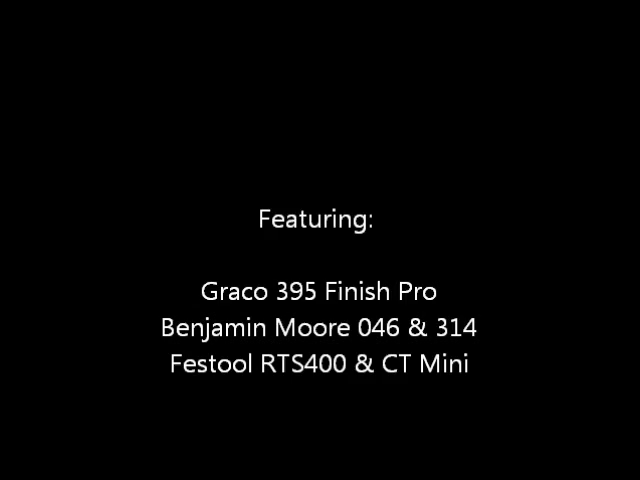 Featuring:
Graco 395 Finish Pro
Benjamin Moore 046 & 314
Festool RTS400 & CT Mini